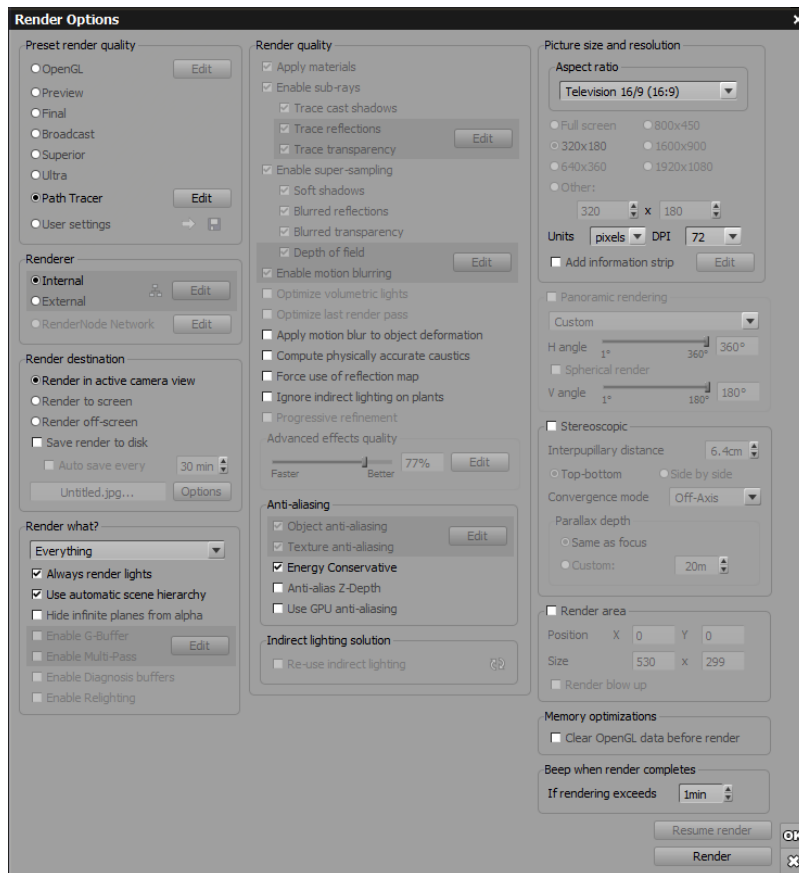 Render Options
Preset render quality
OpenGL Edit
Preview
Final
Broadcast
Superior
Ultra
Path Tracer Edit
User settings
Renderer
Internal
Edit
External
RenderNode Network Edit
Render destination
Render in active camera view
Render to screen
Render off-screen
Save render to disk
Auto save every 30 min
Untitled.jpg... Options
Render what?
Everything
Always render lights
Use automatic scene hierarchy
Hide infinite planes from alpha
Enable G-Buffer
Edit
Enable Multi-Pass
Enable Diagnosis buffers
Enable Relighting
Render quality
Apply materials
Enable sub-rays
Trace cast shadows
Trace reflections
Edit
Trace transparency
Enable super-sampling
Soft shadows
Blurred reflections
Blurred transparency
Depth of field
Edit
Enable motion blurring
Optimize volumetric lights
Optimize last render pass
Apply motion blur to object deformation
Compute physically accurate caustics
Force use of reflection map
Ignore indirect lighting on plants
Progressive refinement
Advanced effects quality
77% Edit
Faster Better
Anti-aliasing
Object anti-aliasing
Edit
Texture anti-aliasing
Energy Conservative
Anti-alias Z-Depth
Use GPU anti-aliasing
Indirect lighting solution
Re-use indirect lighting
Picture size and resolution
Aspect ratio
Television 16/9 (16:9)
Full screen 800x450
320x180 1600x900
640x360 1920x1080
Other:
320 x 180
Units pixels DPI 72
Add information strip Edit
Panoramic rendering
Custom
H angle 360°
1° 360°
Spherical render
V angle 180°
1° 180°
Stereoscopic
Interpupillary distance 6.4cm
Top-bottom Side by side
Convergence mode Off-Axis
Parallax depth
Same as focus
Custom: 20m
Render area
Position X 0 Y 0
Size 530 x 299
Render blow up
Memory optimizations
Clear OpenGL data before render
Beep when render completes
If rendering exceeds 1min
Resume render
OK
Render